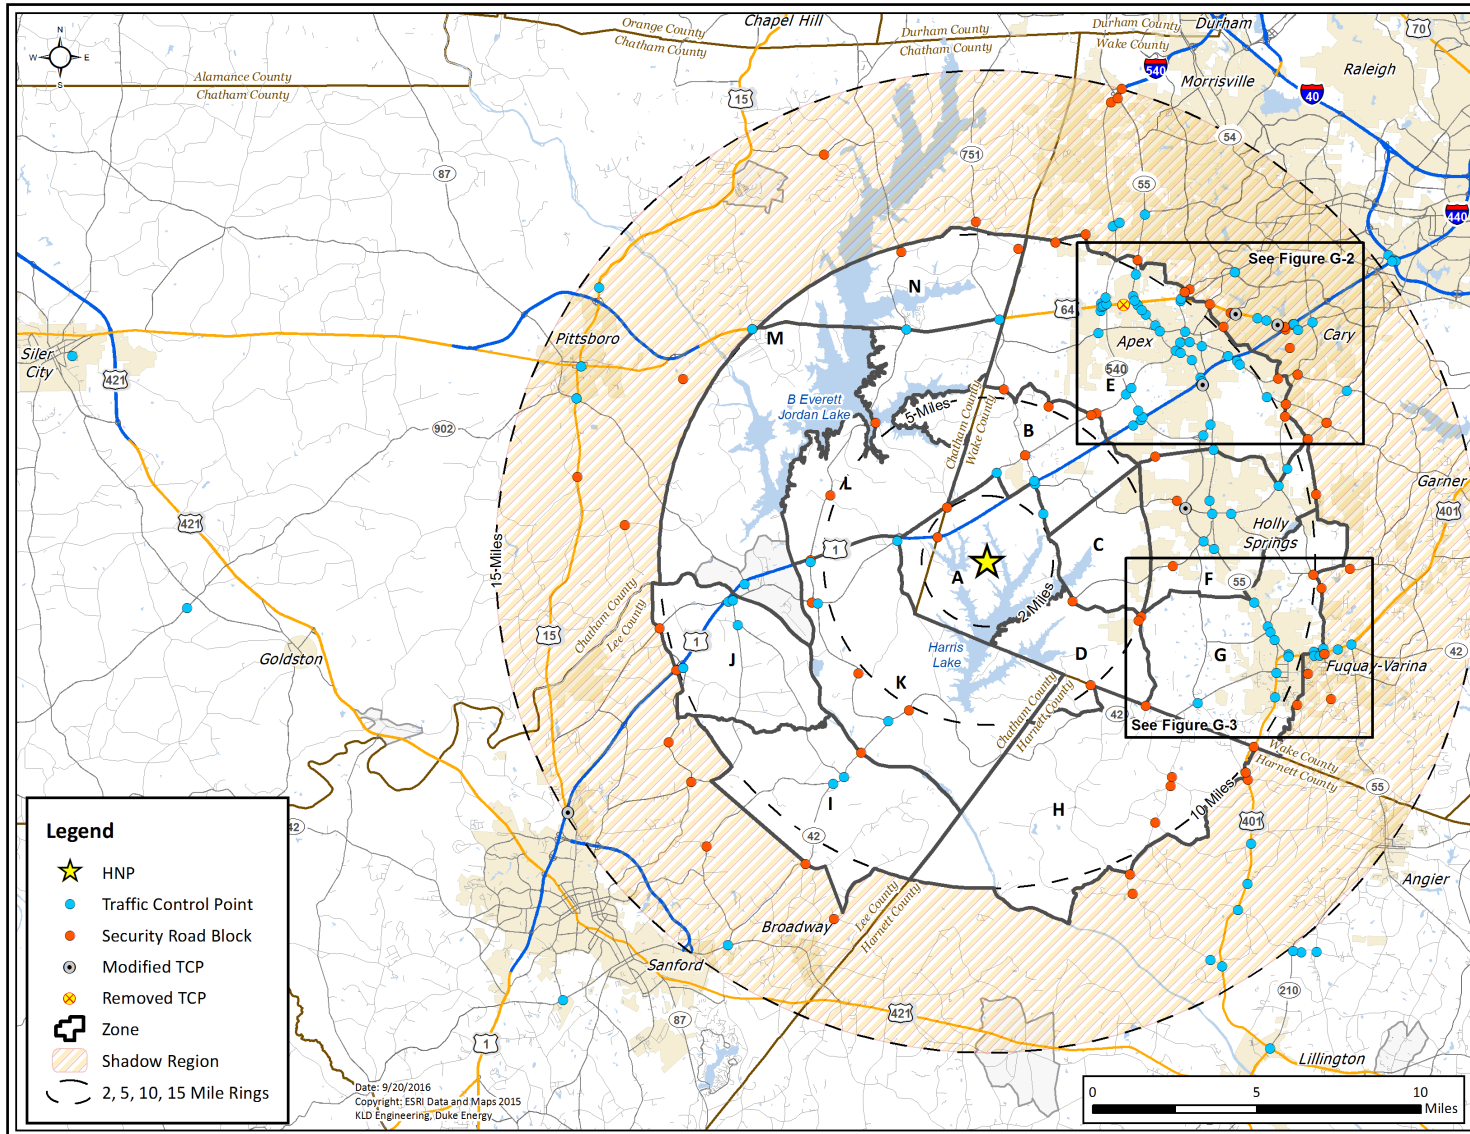 Orange County
Chatham County
Chapel Hill
Durham County
Chatham County
Durham County
Wake County
Durham
70
N
W
E
S
Alamance County
Chatham County
15
540
Morrisville
Raleigh
40
54
87
751
55
440
See Figure G-2
N
64
Pittsboro
M
Apex
Cary
Siler
City
421
540
E
B Everett
Jordan Lake
5-Miles
Chatham County
Wake County
B
902
L
Garner
401
421
15-Miles
1
Holly
Springs
C
A
F
55
2-Miles
Chatham County
Lee County
15
1
Harris
Lake
D
G
42
Goldston
J
Fuquay-Varina
K
Chatham County
Harnett County
42
See Figure G-3
Wake County
Harnett County
55
10-Miles
I
H
42
401
42
Angier
Broadway
Lee County
Harnett County
Sanford
210
421
87
1
Lillington
Legend
HNP
Traffic Control Point
Security Road Block
Modified TCP
Removed TCP
Zone
Shadow Region
2, 5, 10, 15 Mile Rings
Date: 9/20/2016
Copyright: ESRI Data and Maps 2015
KLD Engineering, Duke Energy
0
5
10
Miles